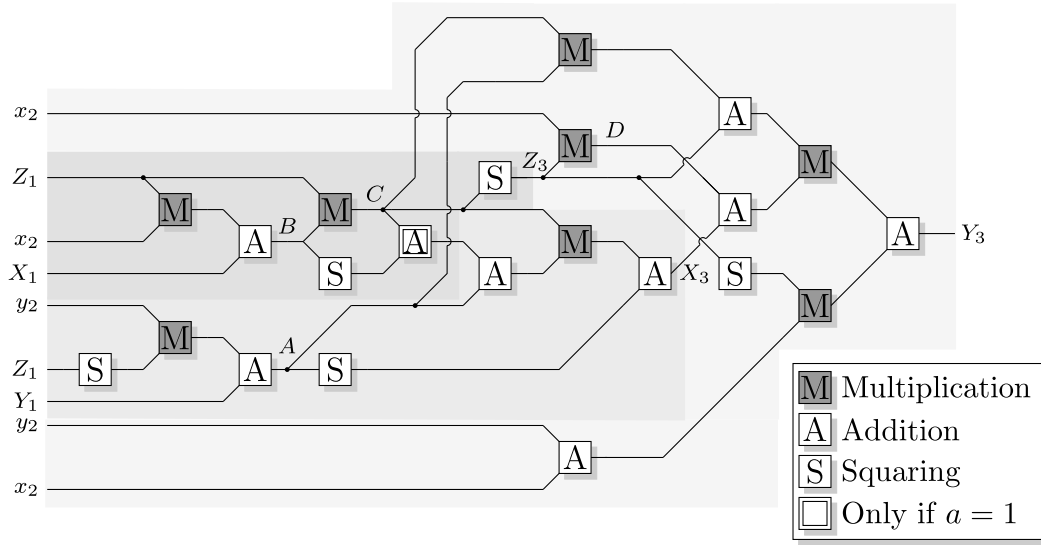 M
x₂ A
M D
Z₁ S Z₃ M
M M C A
x₂ B A M A Y₃
X₁ S A A X₃ S
y₂ M
M A
Z₁ S A S
Y₁
y₂
A
x₂
M Multiplication
A Addition
S Squaring
Only if a = 1